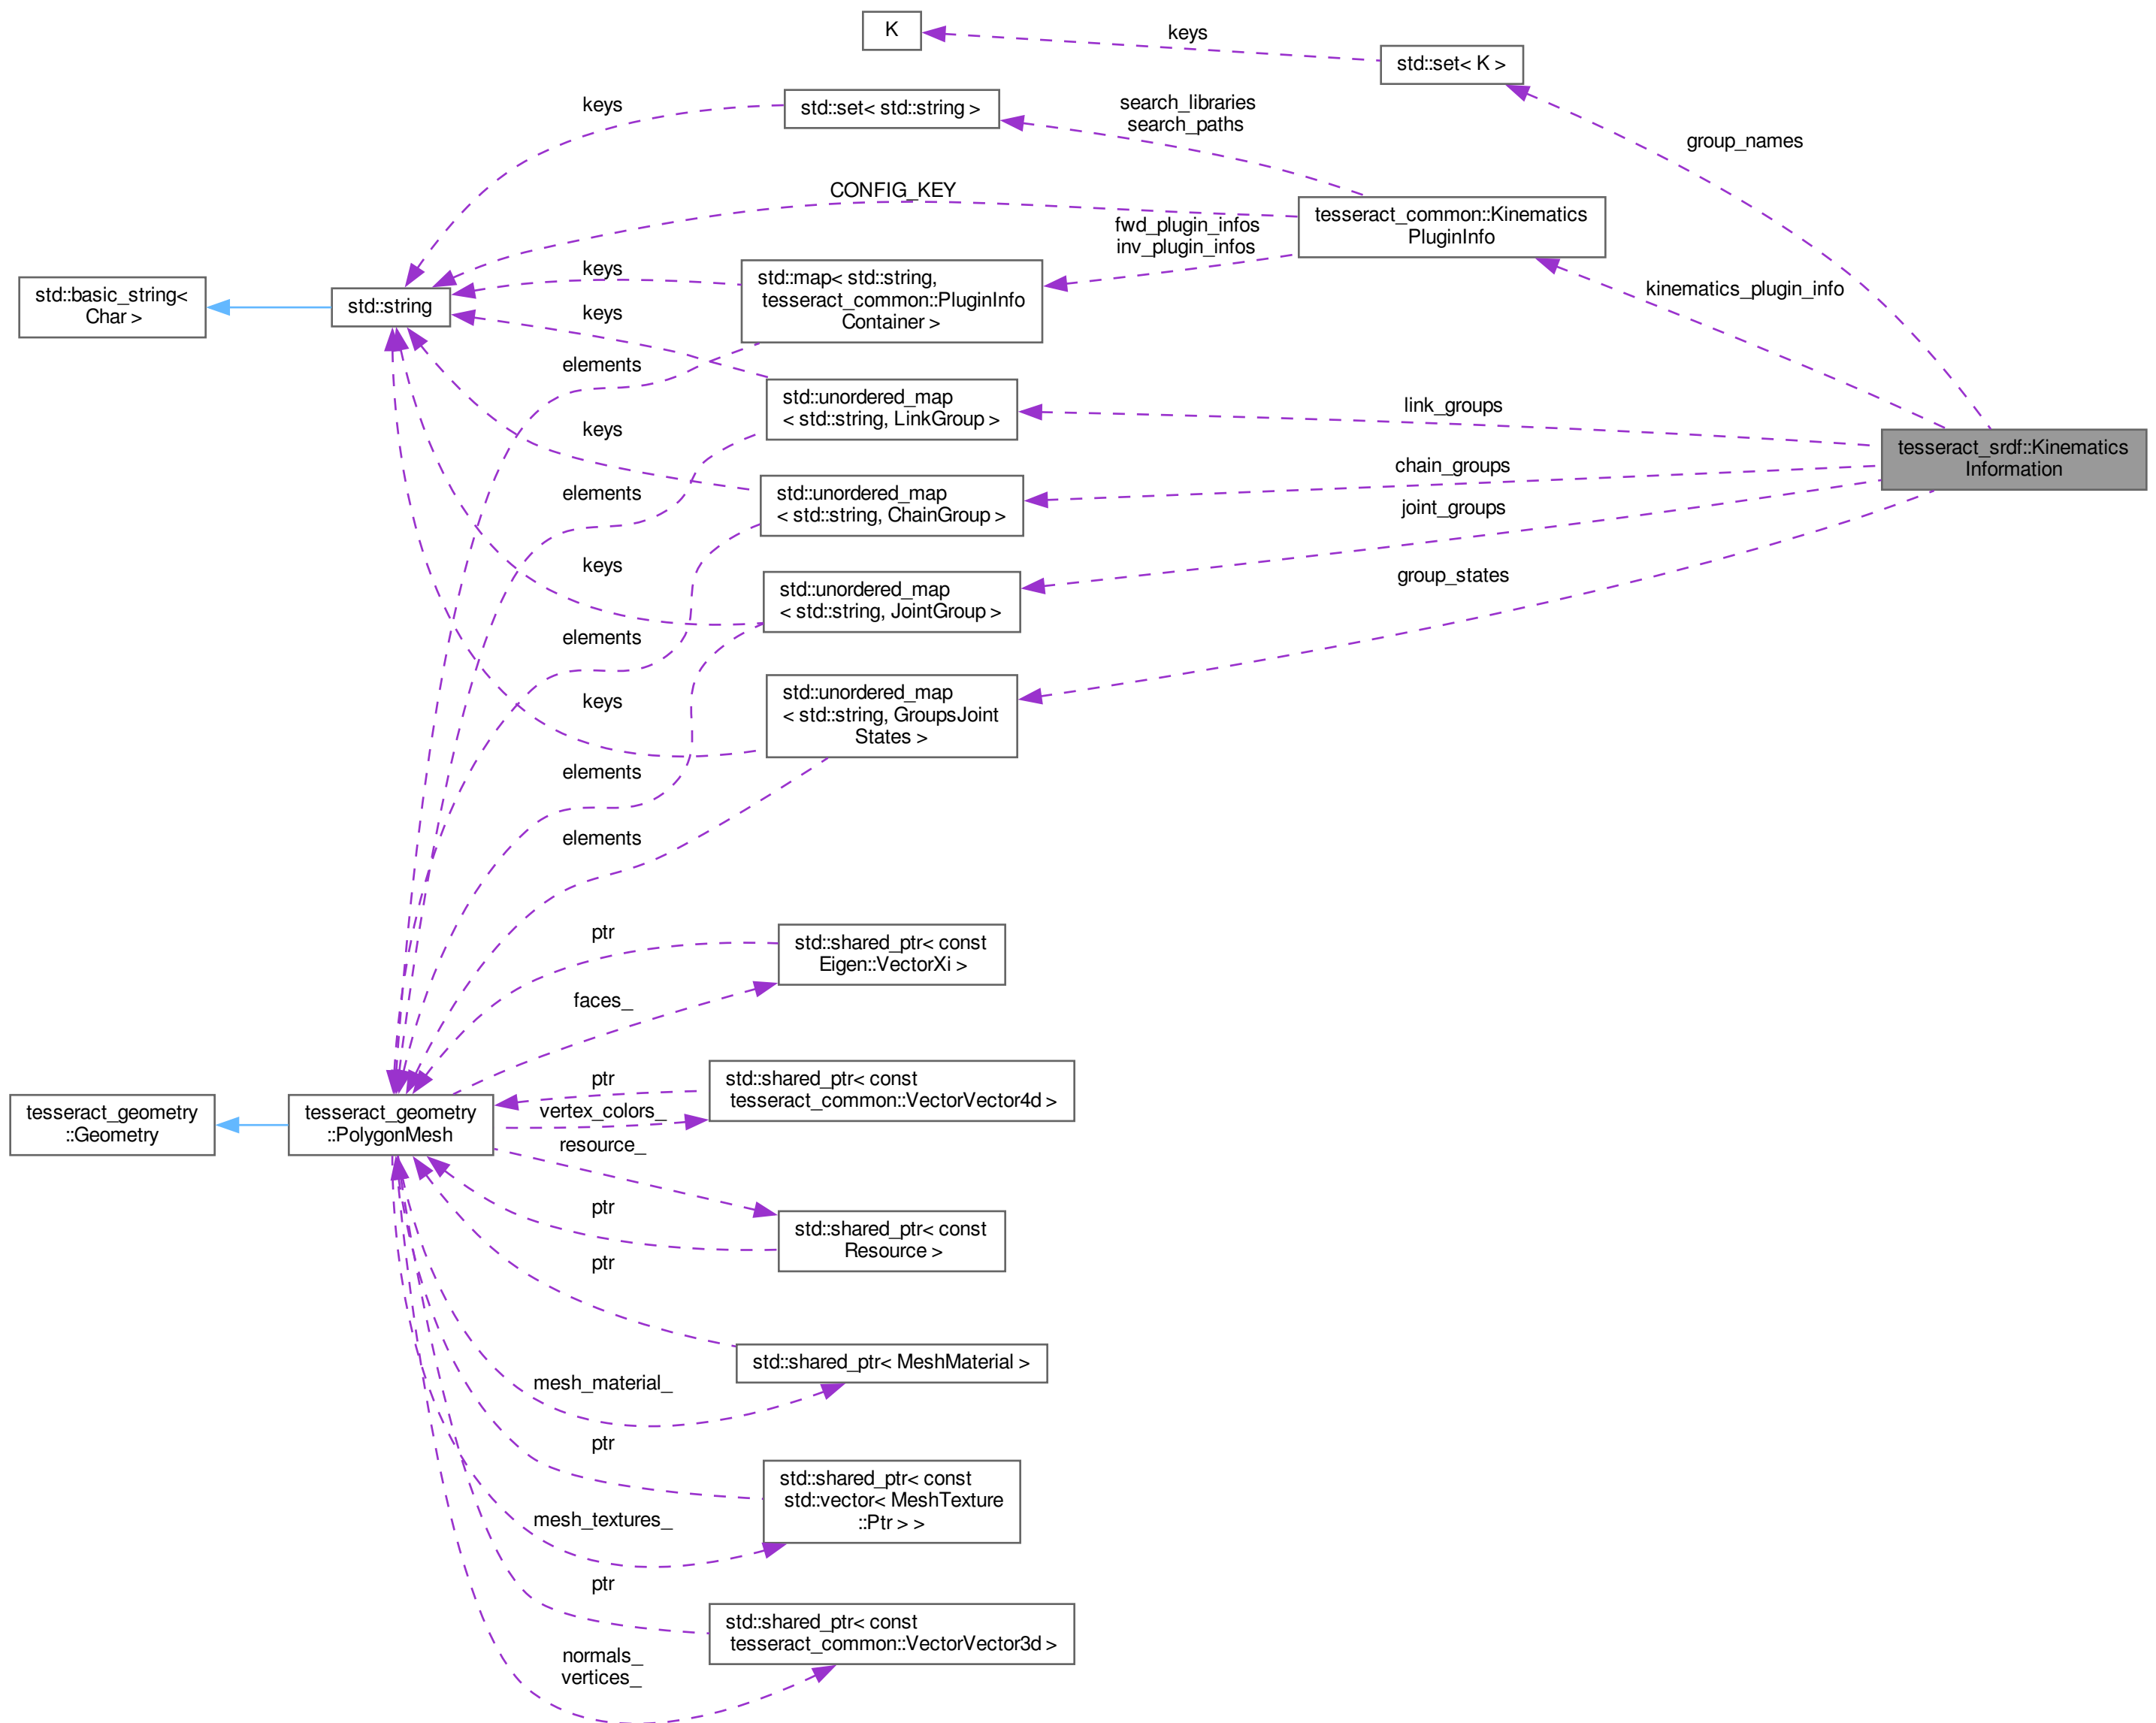 K
keys
std::set< K >
keys
std::set< std::string >
search_libraries
search_paths
group_names
CONFIG_KEY
tesseract_common::Kinematics
PluginInfo
fwd_plugin_infos
inv_plugin_infos
keys
std::map< std::string,
tesseract_common::PluginInfo
Container >
kinematics_plugin_info
std::basic_string<
Char >
std::string
keys
elements
std::unordered_map
< std::string, LinkGroup >
link_groups
tesseract_srdf::Kinematics
Information
keys
chain_groups
elements
std::unordered_map
< std::string, ChainGroup >
joint_groups
keys
std::unordered_map
< std::string, JointGroup >
group_states
elements
keys
std::unordered_map
< std::string, GroupsJoint
States >
elements
elements
ptr
std::shared_ptr< const
Eigen::VectorXi >
faces_
ptr
std::shared_ptr< const
tesseract_common::VectorVector4d >
tesseract_geometry
::Geometry
tesseract_geometry
::PolygonMesh
vertex_colors_
resource_
ptr
std::shared_ptr< const
Resource >
ptr
std::shared_ptr< MeshMaterial >
mesh_material_
ptr
std::shared_ptr< const
std::vector< MeshTexture
::Ptr > >
mesh_textures_
ptr
std::shared_ptr< const
tesseract_common::VectorVector3d >
normals_
vertices_